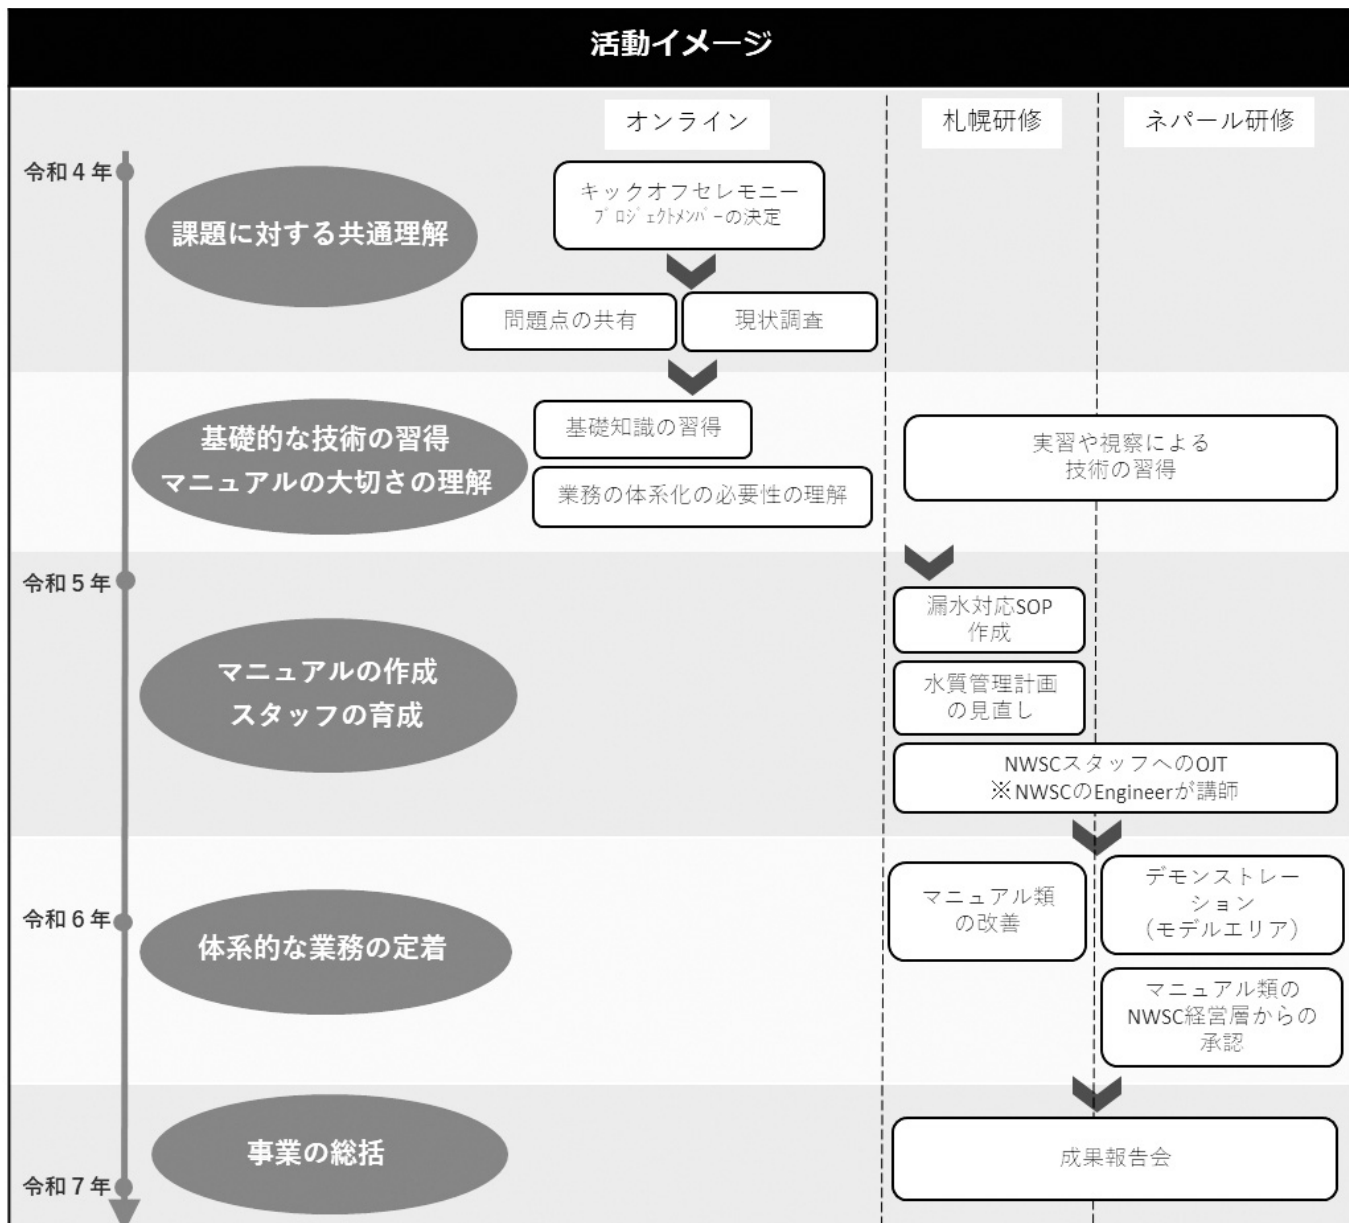 活動イメージ
オンライン
札幌研修
ネパール研修
令和４年
課題に対する共通理解
キックオフセレモニー
ﾌﾟﾛｼﾞｪｸﾄﾒﾝﾊﾞｰの決定
問題点の共有
現状調査
基礎的な技術の習得
マニュアルの大切さの理解
基礎知識の習得
業務の体系化の必要性の理解
実習や視察による
技術の習得
令和５年
マニュアルの作成
スタッフの育成
漏水対応SOP
作成
水質管理計画
の見直し
NWSCスタッフへのOJT
※NWSCのEngineerが講師
令和６年
体系的な業務の定着
マニュアル類
の改善
デモンストレー
ション
（モデルエリア）
マニュアル類の
NWSC経営層からの
承認
事業の総括
成果報告会
令和７年